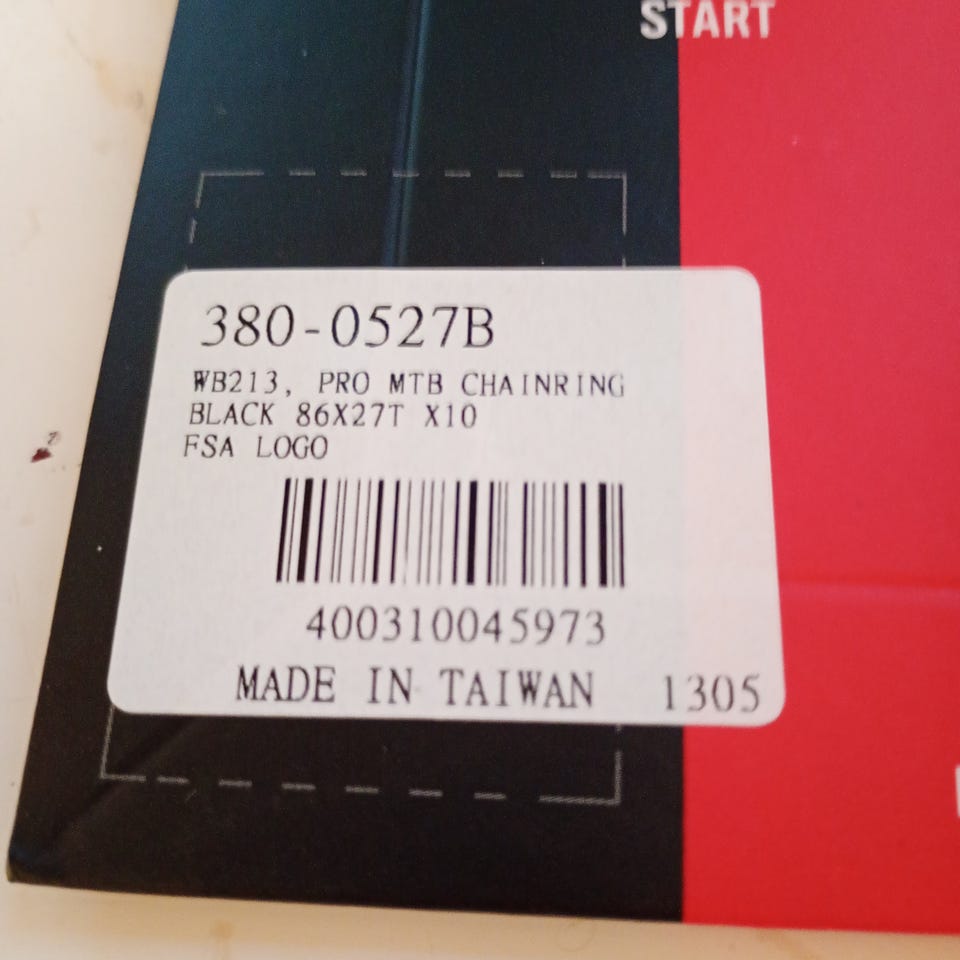 START
380-0527B
WB213, PRO MTB CHAINRING
BLACK 86X27T X10
FSA LOGO
400310045973
MADE IN TAIWAN 1305